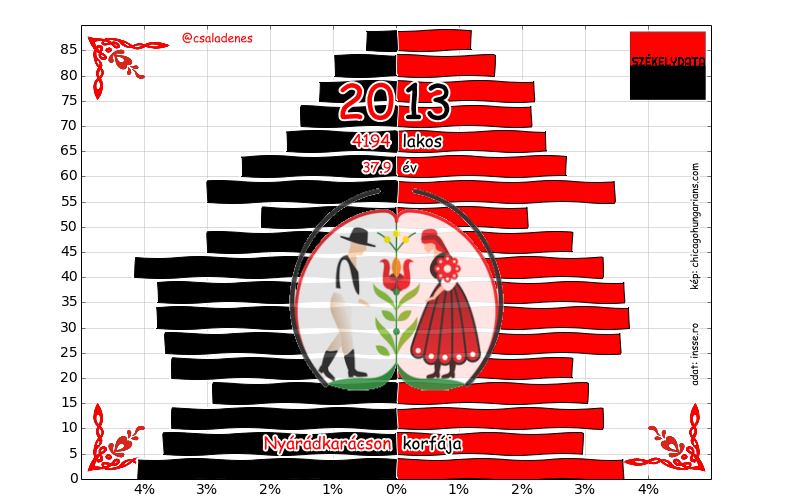 @csaladenes
SZÉKELYDATA
2013
4194 lakos
37.9 év
kép: chicagohungarians.com
adat: insse.ro
Nyárádkarácson korfája
85
80
75
70
65
60
55
50
45
40
35
30
25
20
15
10
5
0
4% 3% 2% 1% 0% 1% 2% 3% 4%